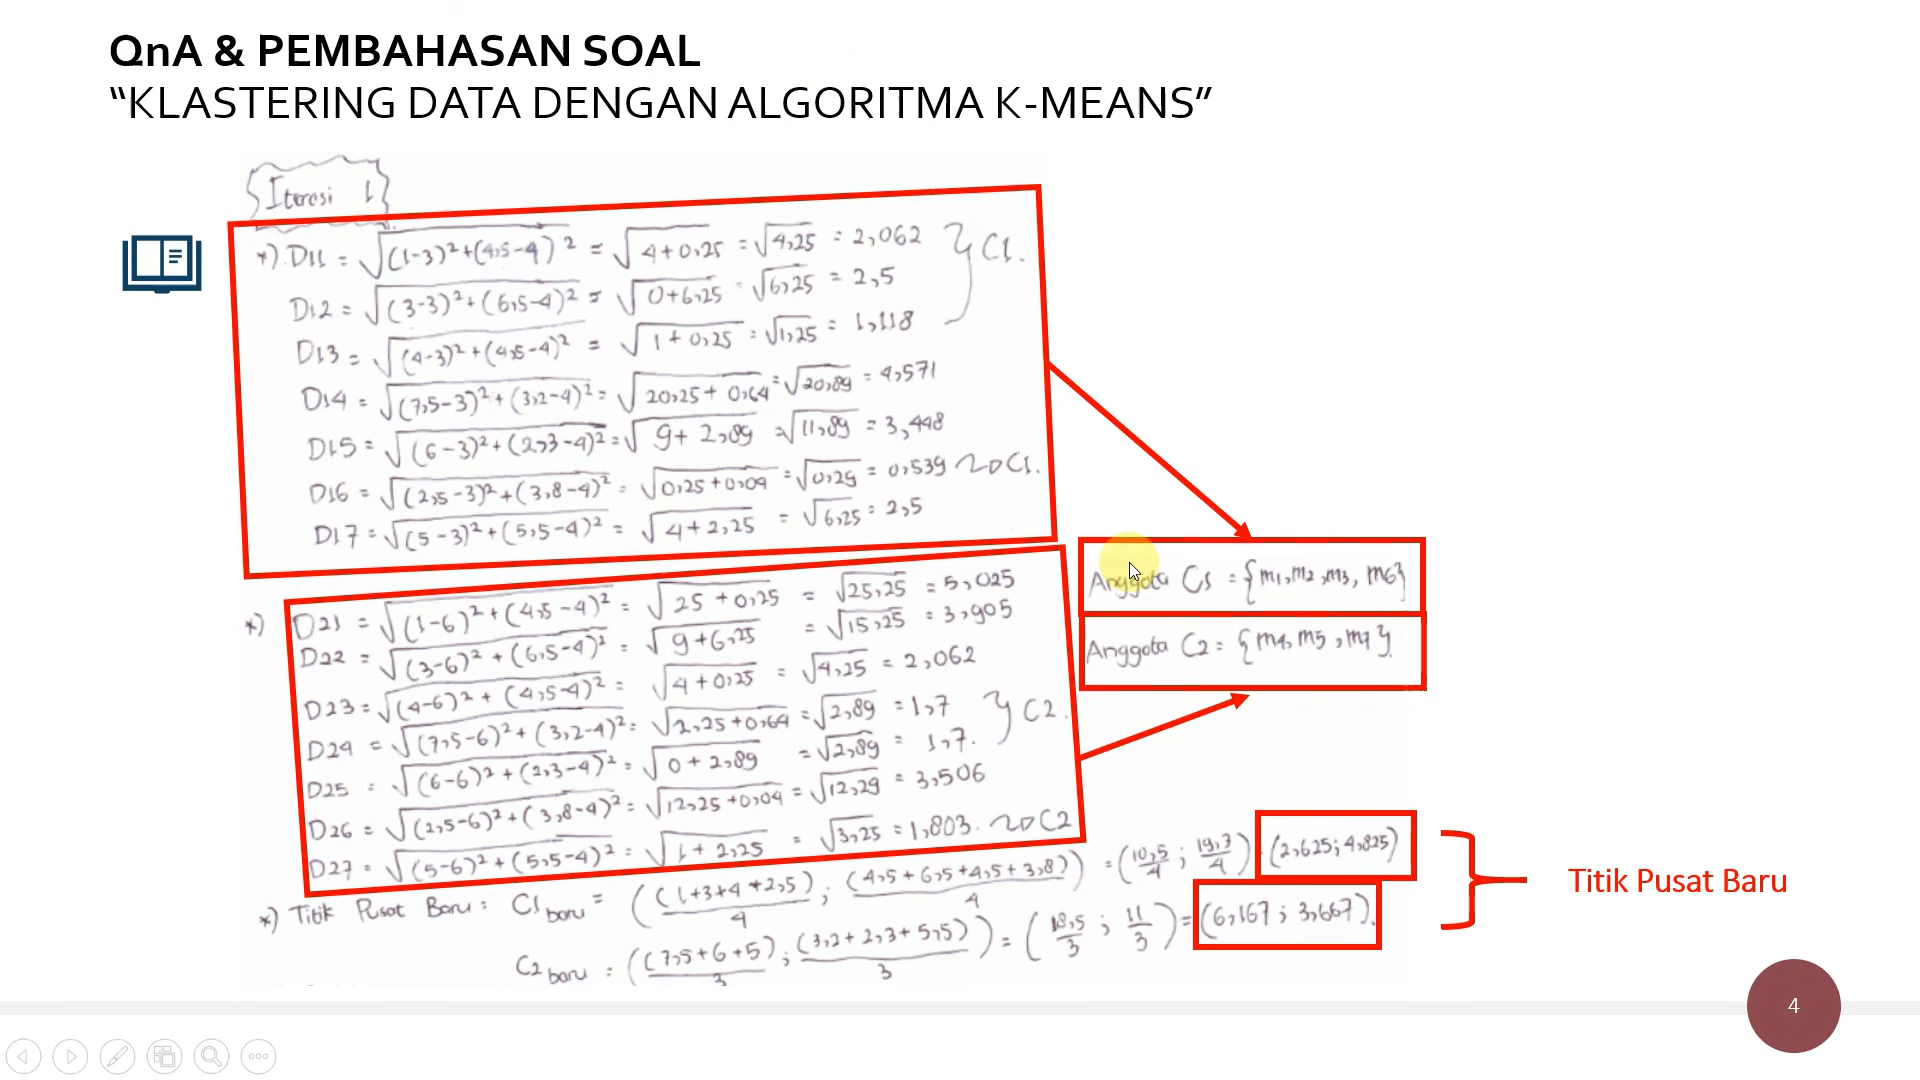 QnA & PEMBAHASAN SOAL
“KLASTERING DATA DENGAN ALGORITMA K-MEANS”
Iterasi 1
*) D11 = √(1-3)²+(4,5-4)² = √4+0,25 = √4,25 = 2,062 } C1.
D12 = √(3-3)²+(6,5-4)² = √0+6,25 = √6,25 = 2,5
D13 = √(4-3)²+(4,5-4)² = √1+0,25 = √1,25 = 1,118
D14 = √(7,5-3)²+(3,2-4)² = √20,25+0,64 = √20,89 = 4,571
D15 = √(6-3)²+(2,3-4)² = √9+2,89 = √11,89 = 3,448
D16 = √(2,5-3)²+(3,8-4)² = √0,25+0,04 = √0,29 = 0,539 ~> C1.
D17 = √(5-3)²+(5,5-4)² = √4+2,25 = √6,25 = 2,5
*) D21 = √(1-6)²+(4,5-4)² = √25+0,25 = √25,25 = 5,025
D22 = √(3-6)²+(6,5-4)² = √9+6,25 = √15,25 = 3,905
D23 = √(4-6)²+(4,5-4)² = √4+0,25 = √4,25 = 2,062
D24 = √(7,5-6)²+(3,2-4)² = √2,25+0,64 = √2,89 = 1,7 } C2.
D25 = √(6-6)²+(2,3-4)² = √0+2,89 = √2,89 = 1,7.
D26 = √(2,5-6)²+(3,8-4)² = √12,25+0,04 = √12,29 = 3,506
D27 = √(5-6)²+(5,5-4)² = √1+2,25 = √3,25 = 1,803. ~> C2
Anggota C1 = {m1,m2,m3,m6}
Anggota C2 = {m4,m5,m7}.
*) Titik Pusat Baru : C1 baru = ((1+3+4+2,5)/4 ; (4,5+6,5+4,5+3,8)/4) = (10,5/4 ; 19,3/4) = (2,625;4,825)
C2 baru = ((7,5+6+5)/3 ; (3,2+2,3+5,5)/3) = (18,5/3 ; 11/3) = (6,167; 3,667).
Titik Pusat Baru
4